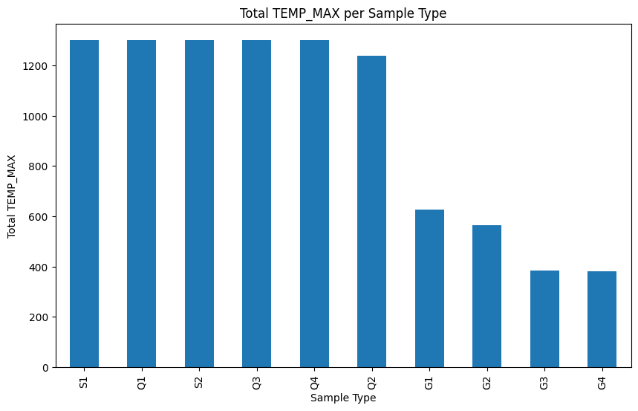 Total TEMP_MAX per Sample Type
Total TEMP_MAX
1200
1000
800
600
400
200
0
S1 Q1 S2 Q3 Q4 Q2 G1 G2 G3 G4
Sample Type